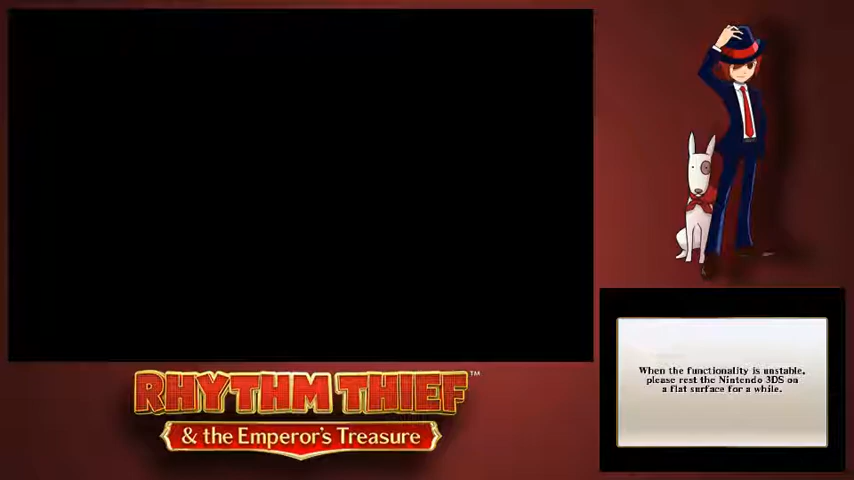 RHYTHM THIEF™
& the Emperor's Treasure
When the functionality is unstable,
please rest the Nintendo 3DS on
a flat surface for a while.